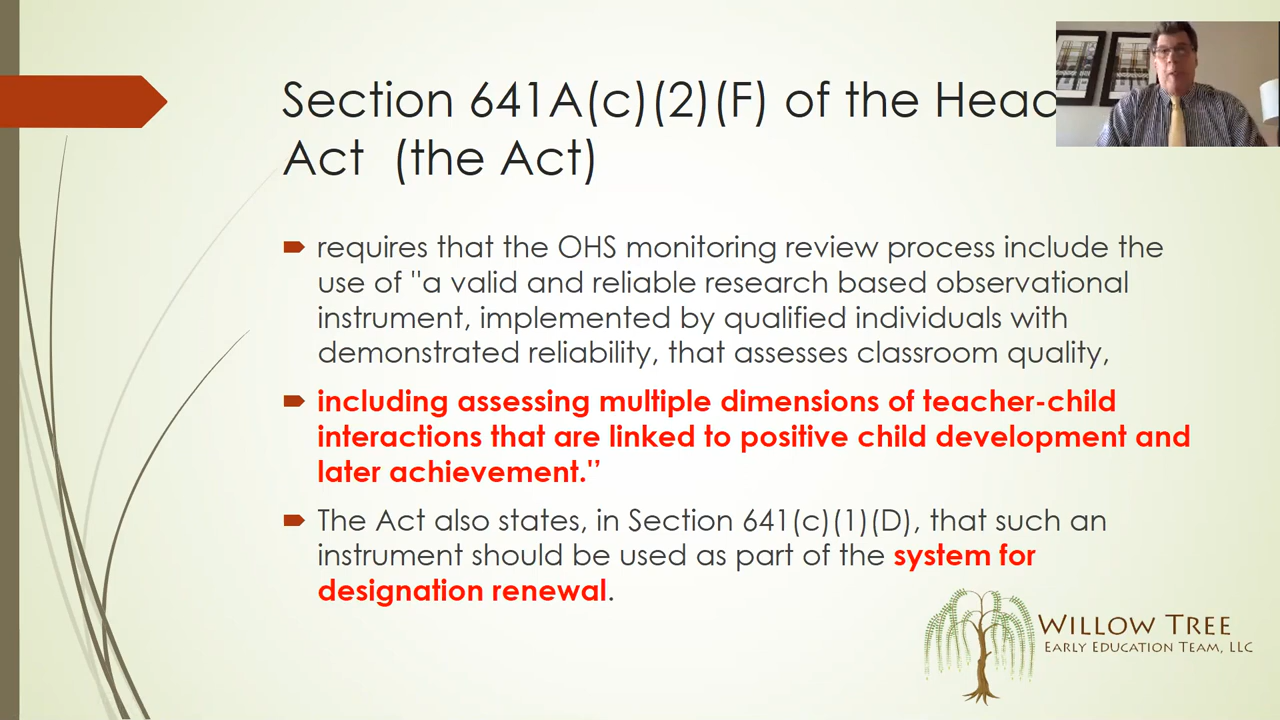 Section 641A(c)(2)(F) of the Head
Act (the Act)
requires that the OHS monitoring review process include the
use of "a valid and reliable research based observational
instrument, implemented by qualified individuals with
demonstrated reliability, that assesses classroom quality,
including assessing multiple dimensions of teacher-child
interactions that are linked to positive child development and
later achievement."
The Act also states, in Section 641(c)(1)(D), that such an
instrument should be used as part of the system for
designation renewal.
Willow Tree
Early Education Team, LLC